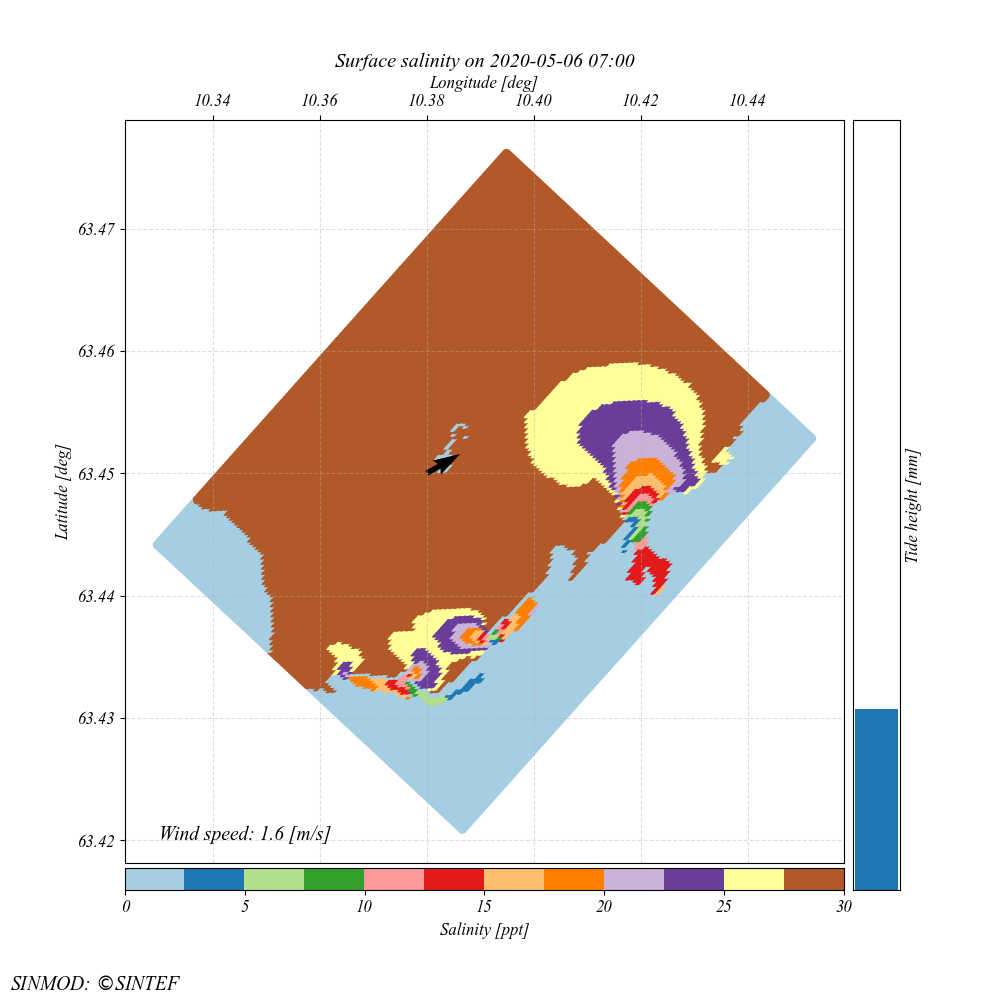 Surface salinity on 2020-05-06 07:00
Longitude [deg]
10.34 10.36 10.38 10.40 10.42 10.44
63.47
63.46
63.45
63.44
63.43
63.42
Latitude [deg]
Tide height [mm]
Wind speed: 1.6 [m/s]
0 5 10 15 20 25 30
Salinity [ppt]
SINMOD: ©SINTEF